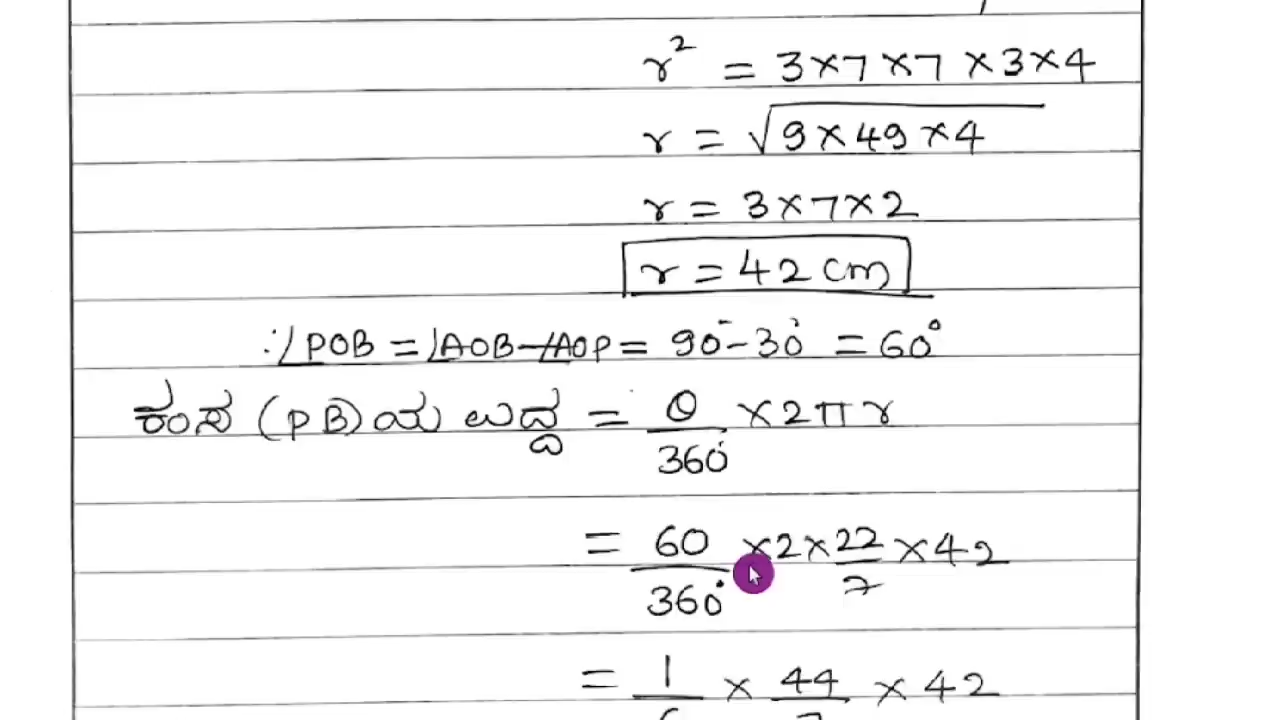 r² = 3×7×7×3×4
r = √9×49×4
r = 3×7×2
r = 42 cm
∴∠POB = ∠AOB-∠AOP = 90° - 30° = 60°
ಕಂಸ (PB)ಯ ಉದ್ದ = θ/360° × 2πr
= 60/360° × 2 × 22/7 × 42
= 1/6 × 44/7 × 42